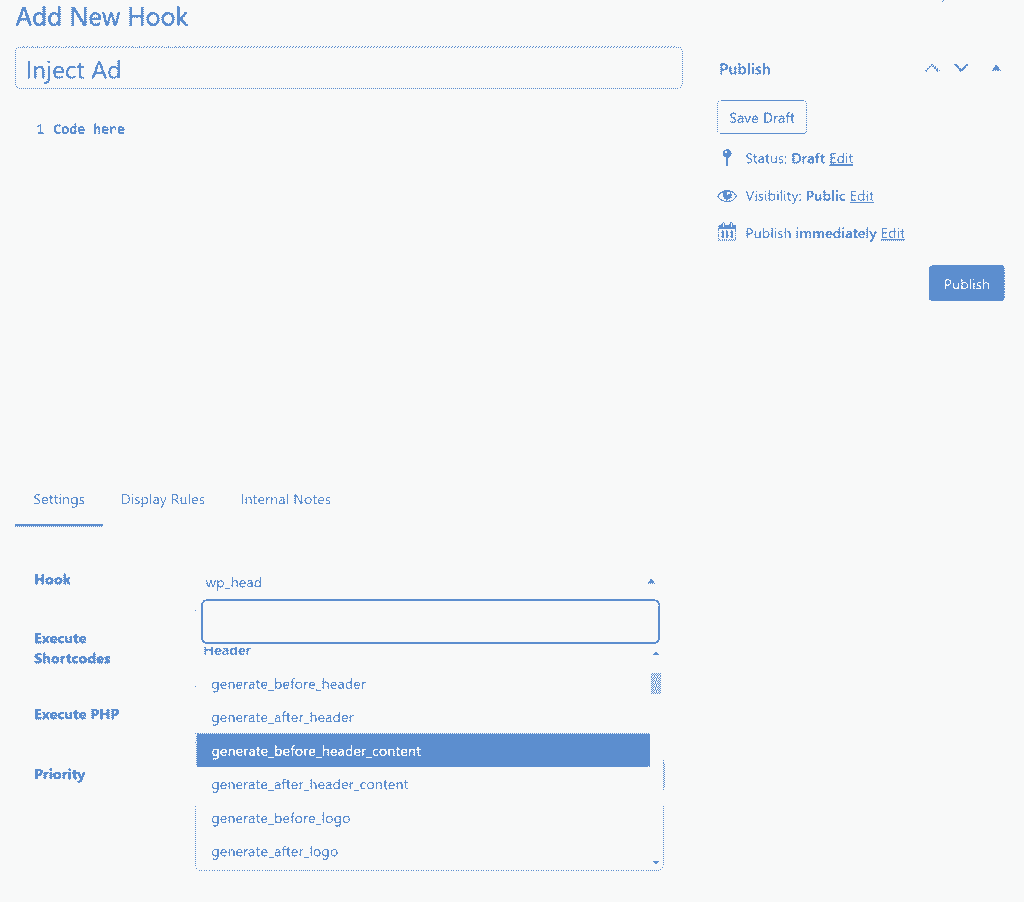 Add New Hook
Inject Ad
1 Code here
Publish
Save Draft
Status: Draft Edit
Visibility: Public Edit
Publish immediately Edit
Publish
Settings
Display Rules
Internal Notes
Hook
wp_head
Execute
Shortcodes
Header
generate_before_header
generate_after_header
Execute PHP
generate_before_header_content
Priority
generate_after_header_content
generate_before_logo
generate_after_logo